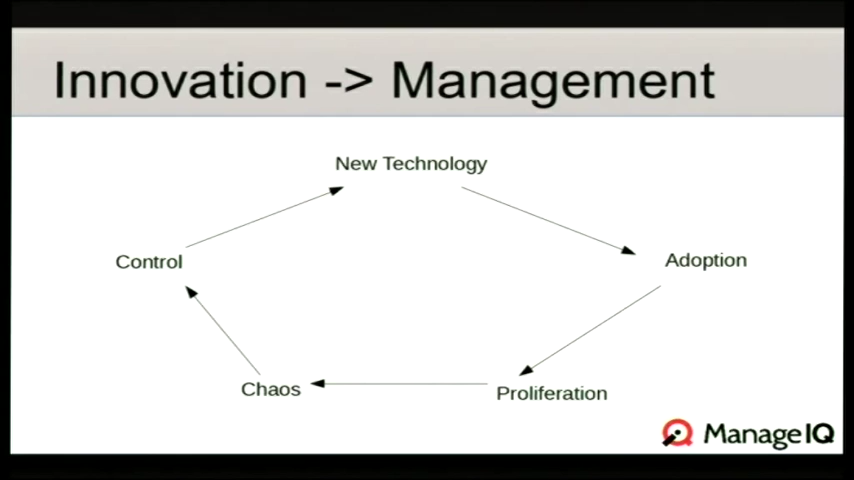 Innovation -> Management
New Technology
Control
Adoption
Chaos
Proliferation
ManageIQ